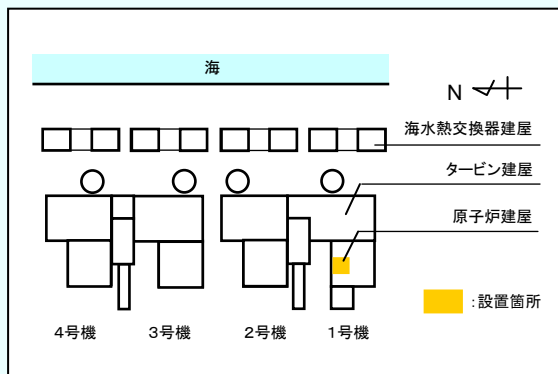 海
N
海水熱交換器建屋
タービン建屋
原子炉建屋
:設置箇所
4号機
3号機
2号機
1号機